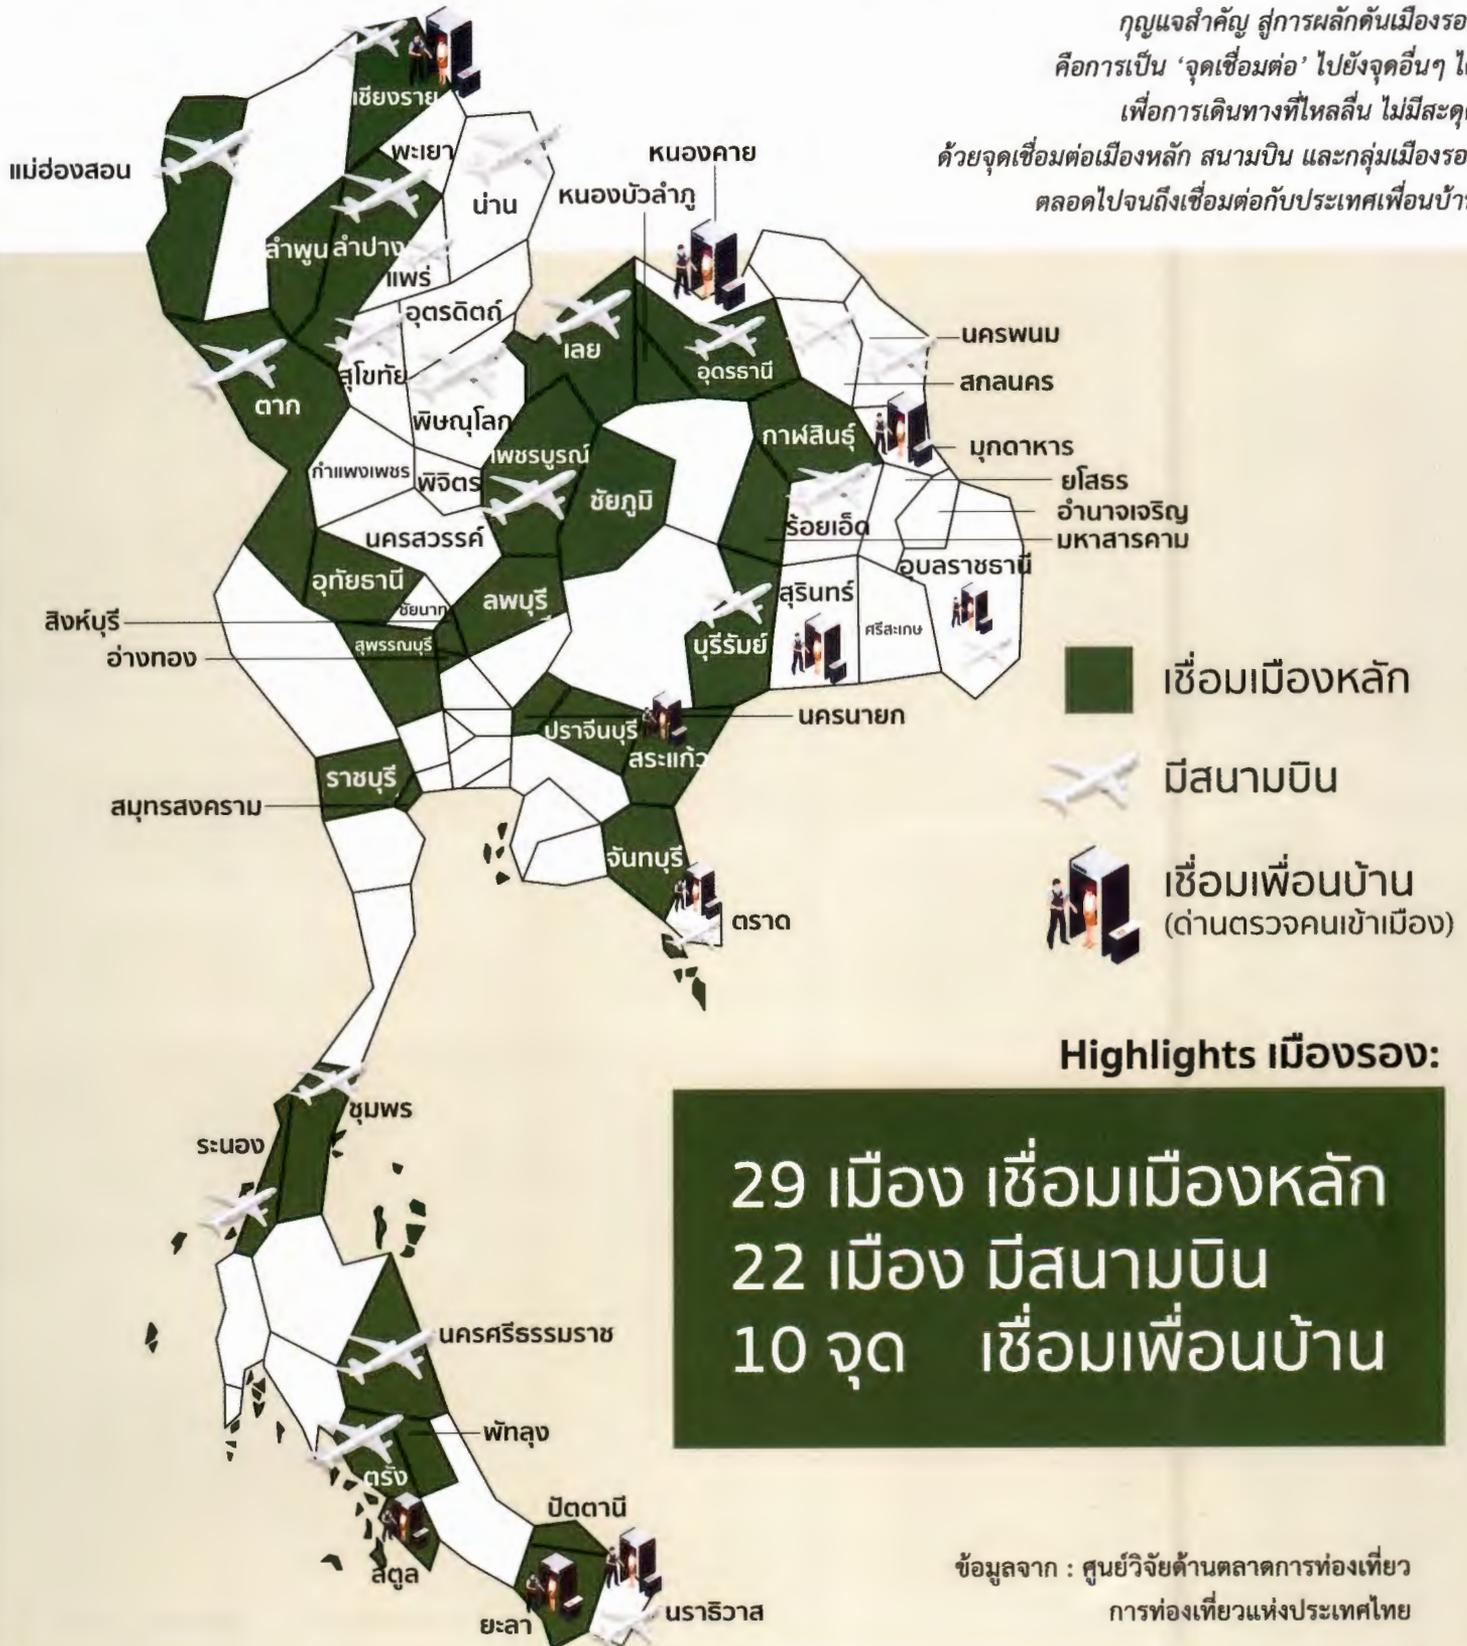 กุญแจสำคัญ สู่การผลักดันเมืองรอ
คือการเป็น ‘จุดเชื่อมต่อ’ ไปยังจุดอื่นๆ ได้
เพื่อการเดินทางที่ไหลลื่น ไม่มีสะดุด
ด้วยจุดเชื่อมต่อเมืองหลัก สนามบิน และกลุ่มเมืองรอ
ตลอดไปจนถึงเชื่อมต่อกับประเทศเพื่อนบ้าน
เชียงราย
แม่ฮ่องสอน
พะเยา
น่าน
หนองคาย
หนองบัวลำภู
ลำพูน
ลำปาง
แพร่
อุตรดิตถ์
เลย
อุดรธานี
นครพนม
สกลนคร
ตาก
สุโขทัย
พิษณุโลก
เพชรบูรณ์
กาฬสินธุ์
มุกดาหาร
กำแพงเพชร
พิจิตร
ชัยภูมิ
ยโสธร
อำนาจเจริญ
มหาสารคาม
ร้อยเอ็ด
นครสวรรค์
อุบลราชธานี
อุทัยธานี
ชัยนาท
ลพบุรี
สุรินทร์
ศรีสะเกษ
สิงห์บุรี
อ่างทอง
สุพรรณบุรี
บุรีรัมย์
นครนายก
ปราจีนบุรี
สระแก้ว
ราชบุรี
สมุทรสงคราม
จันทบุรี
ตราด
เชื่อมเมืองหลัก
มีสนามบิน
เชื่อมเพื่อนบ้าน
(ด่านตรวจคนเข้าเมือง)
ชุมพร
ระนอง
นครศรีธรรมราช
พัทลุง
ตรัง
สตูล
ปัตตานี
ยะลา
นราธิวาส
Highlights เมืองรอง:
29 เมือง เชื่อมเมืองหลัก
22 เมือง มีสนามบิน
10 จุด เชื่อมเพื่อนบ้าน
ข้อมูลจาก : ศูนย์วิจัยด้านตลาดการท่องเที่ยว
การท่องเที่ยวแห่งประเทศไทย